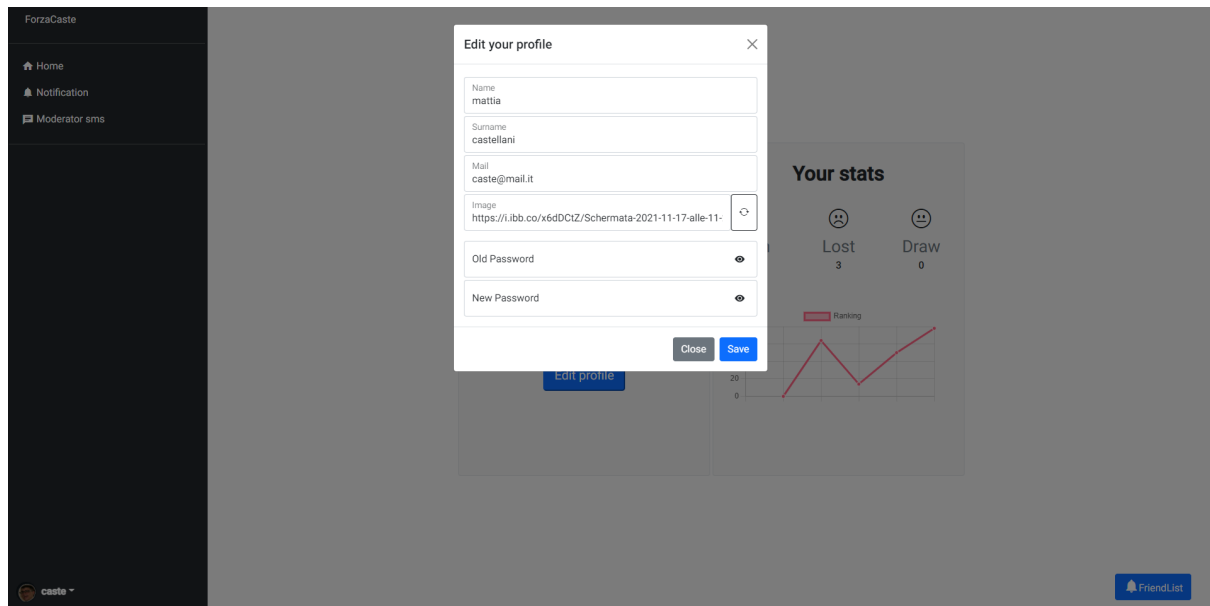 ForzaCaste
Home
Notification
Moderator sms
caste
Edit your profile
Name
mattia
Surname
castellani
Mail
caste@mail.it
Image
https://i.ibb.co/x6dDCtZ/Schermata-2021-11-17-alle-11-
Old Password
New Password
Close
Save
Edit profile
Your stats
Lost
Draw
3
0
Ranking
20
0
FriendList